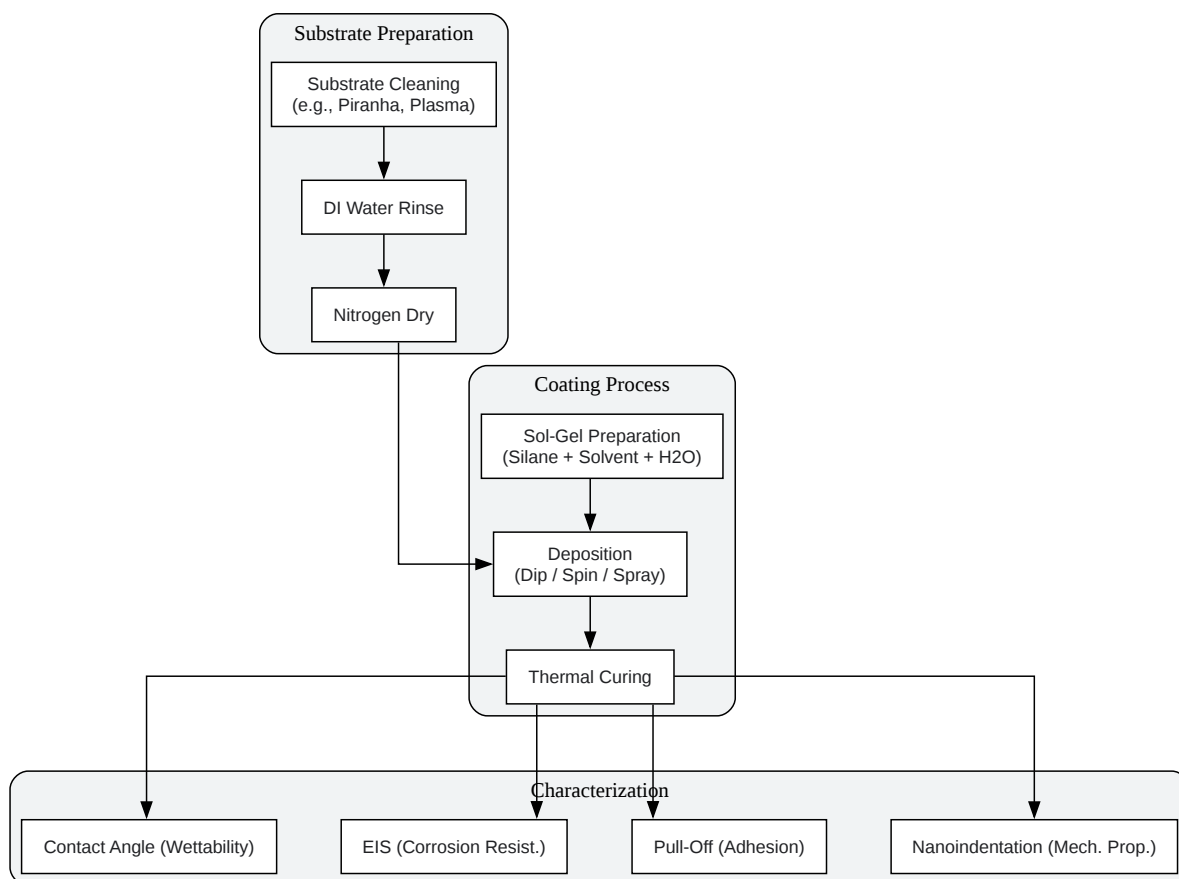 Substrate Preparation
Substrate Cleaning
(e.g., Piranha, Plasma)
DI Water Rinse
Nitrogen Dry
Coating Process
Sol-Gel Preparation
(Silane + Solvent + H2O)
Deposition
(Dip / Spin / Spray)
Thermal Curing
Characterization
Contact Angle (Wettability)
EIS (Corrosion Resist.)
Pull-Off (Adhesion)
Nanoindentation (Mech. Prop.)